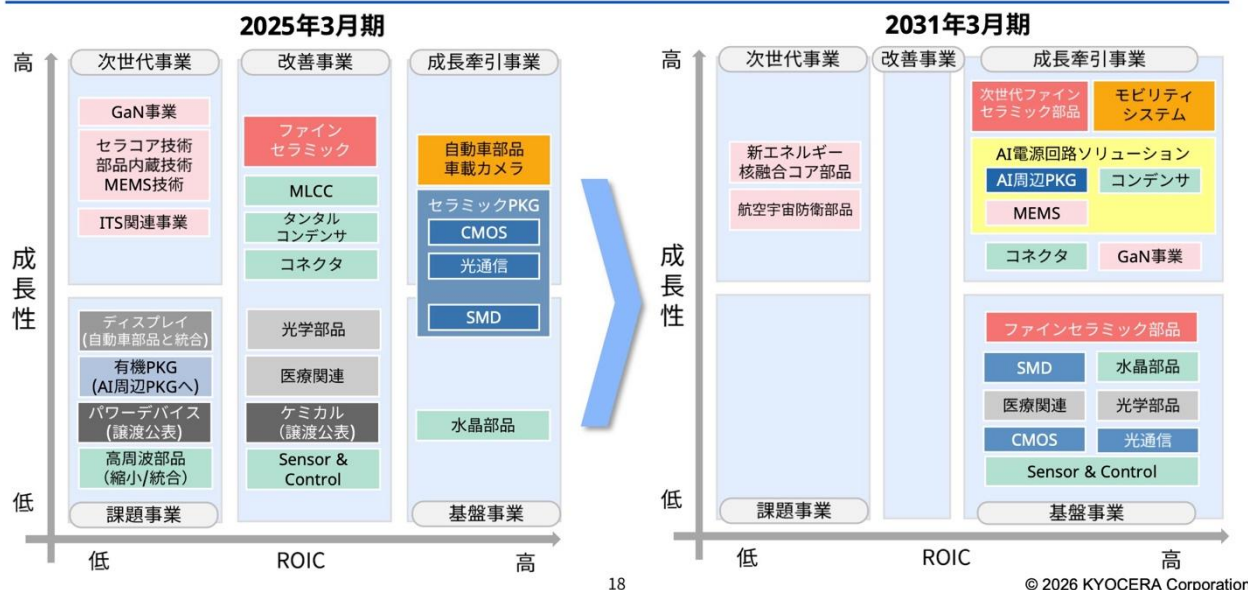 2025年3月期
高
次世代事業
改善事業
成長牽引事業
GaN事業
セラコア技術
部品内蔵技術
MEMS技術
ITS関連事業
ファイン
セラミック
MLCC
タンタル
コンデンサ
コネクタ
自動車部品
車載カメラ
セラミックPKG
CMOS
光通信
SMD
成長性
ディスプレイ
(自動車部品と統合)
有機PKG
(AI周辺PKGへ)
パワーデバイス
(譲渡公表)
高周波部品
（縮小/統合）
光学部品
医療関連
ケミカル
（譲渡公表）
Sensor &
Control
水晶部品
低
課題事業
基盤事業
低
ROIC
高
2031年3月期
高
次世代事業
改善事業
成長牽引事業
新エネルギー
核融合コア部品
航空宇宙防衛部品
次世代ファイン
セラミック部品
モビリティ
システム
AI電源回路ソリューション
AI周辺PKG
コンデンサ
MEMS
コネクタ
GaN事業
成長性
ファインセラミック部品
SMD
水晶部品
医療関連
光学部品
CMOS
光通信
Sensor & Control
低
課題事業
基盤事業
低
ROIC
高
18
© 2026 KYOCERA Corporation